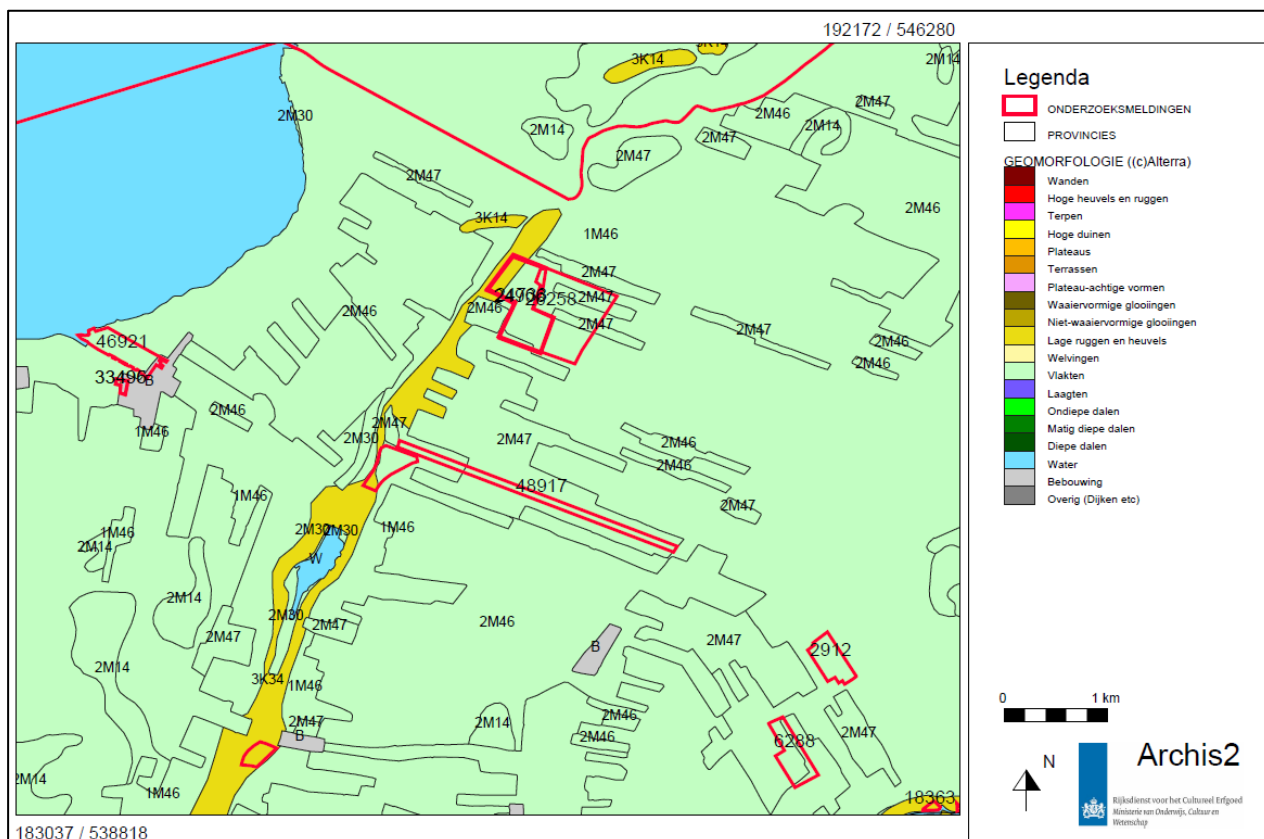 192172 / 546280
3K14
3K14
2M14
2M30
2M47
2M46
2M14
2M14
2M47
2M47
2M47
2M46
3K14
1M46
2M47
2M47
29258
2M46
2M46
2M47
2M47
2M46
2M46
46921
33496
B
2M46
1M46
2M47
2M30
2M47
2M46
2M46
48917
1M46
2M47
1M46
2M14
2M30
2M30
1M46
W
2M14
2M30
2M47
2M47
2M46
B
2M47
2912
2M14
3K34
1M46
2M47
B
2M14
2M46
2M46
2M47
6288
2M14
1M46
18363
183037 / 538818
Legenda
ONDERZOEKSMELDINGEN
PROVINCIES
GEOMORFOLOGIE ((c)Alterra)
Wanden
Hoge heuvels en ruggen
Terpen
Hoge duinen
Plateaus
Terrassen
Plateau-achtige vormen
Waaiervormige glooiingen
Niet-waaiervormige glooiingen
Lage ruggen en heuvels
Welvingen
Vlakten
Laagten
Ondiepe dalen
Matig diepe dalen
Diepe dalen
Water
Bebouwing
Overig (Dijken etc)
0 1 km
N
Archis2
Rijksdienst voor het Cultureel Erfgoed
Ministerie van Onderwijs, Cultuur en
Wetenschap